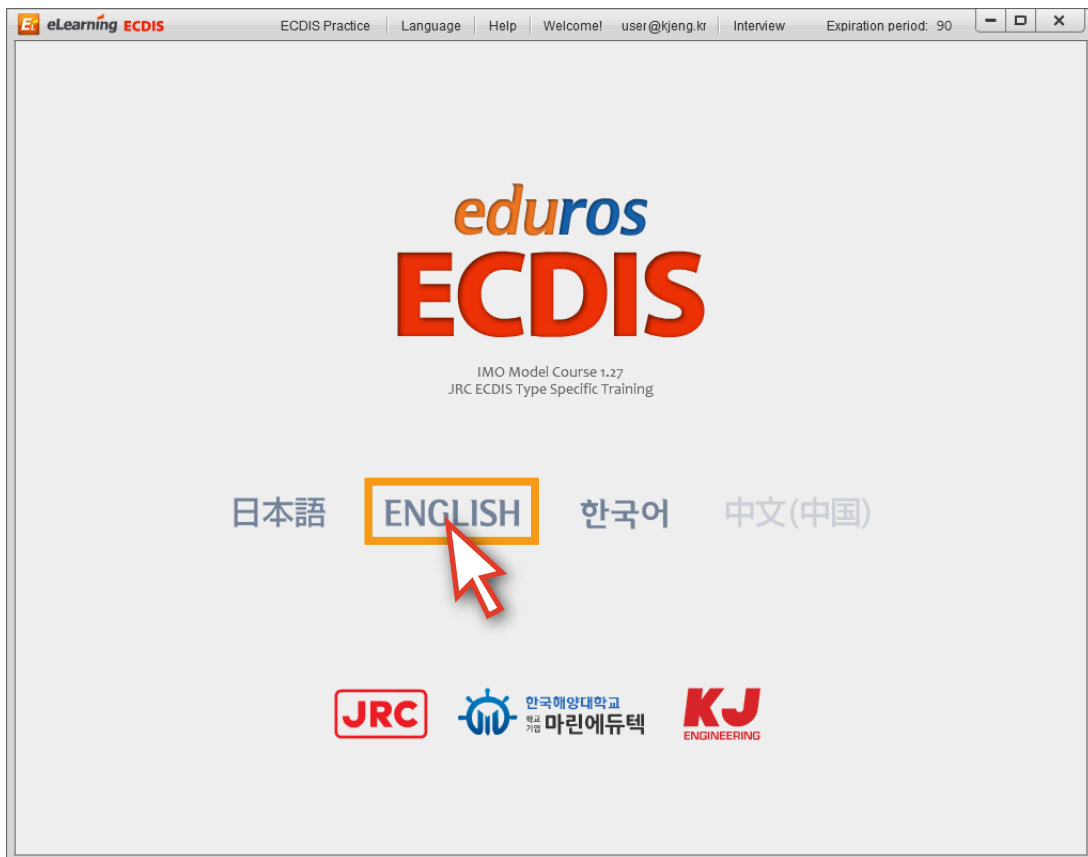 Ec eLearning ECDIS ECDIS Practice Language Help Welcome! user@kjeng.kr Interview Expiration period: 90
eduros
ECDIS
IMO Model Course 1.27
JRC ECDIS Type Specific Training
日本語 ENGLISH 한국어 中文(中国)
JRC 한국해양대학교 KJ
학교기업 마린에듀텍 ENGINEERING